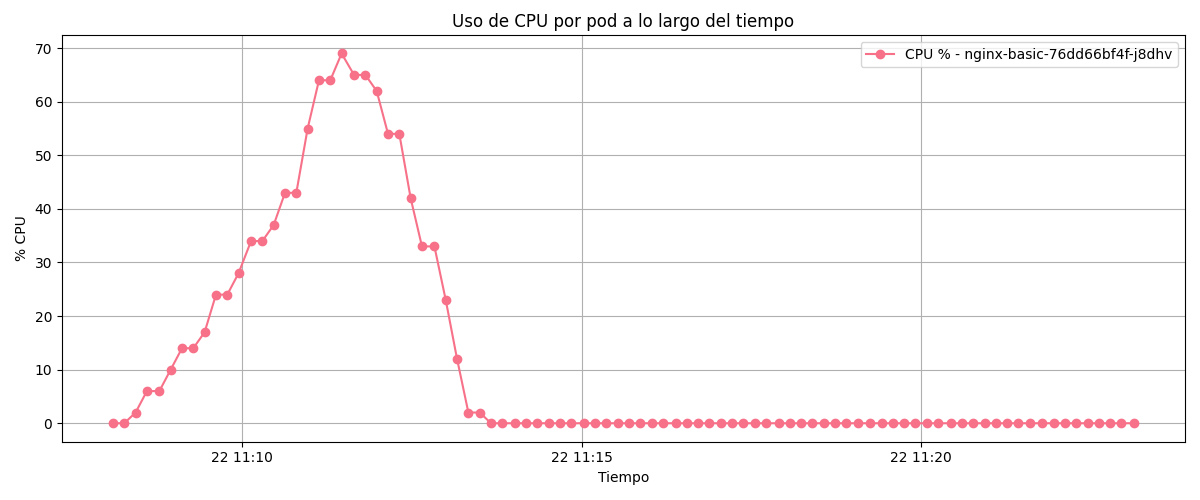 Uso de CPU por pod a lo largo del tiempo
CPU % - nginx-basic-76dd66bf4f-j8dhv
% CPU
70
60
50
40
30
20
10
0
22 11:10
22 11:15
22 11:20
Tiempo